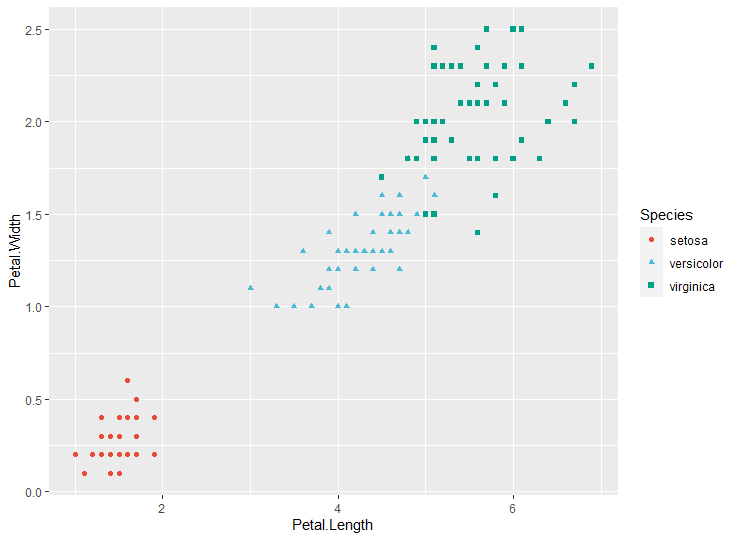 2.5
2.0
1.5
1.0
0.5
0.0
Petal.Width
2 4 6
Petal.Length
Species
setosa
versicolor
virginica